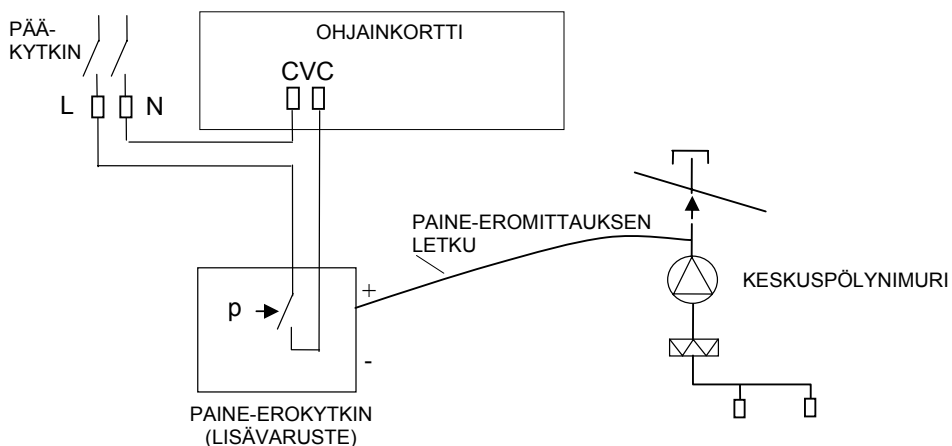 PÄÄ-
KYTKIN
OHJAINKORTTI
CVC
L
N
PAINE-EROMITTAUKSEN
LETKU
KESKUSPÖLYNIMURI
+
p
-
PAINE-EROKYTKIN
(LISÄVARUSTE)